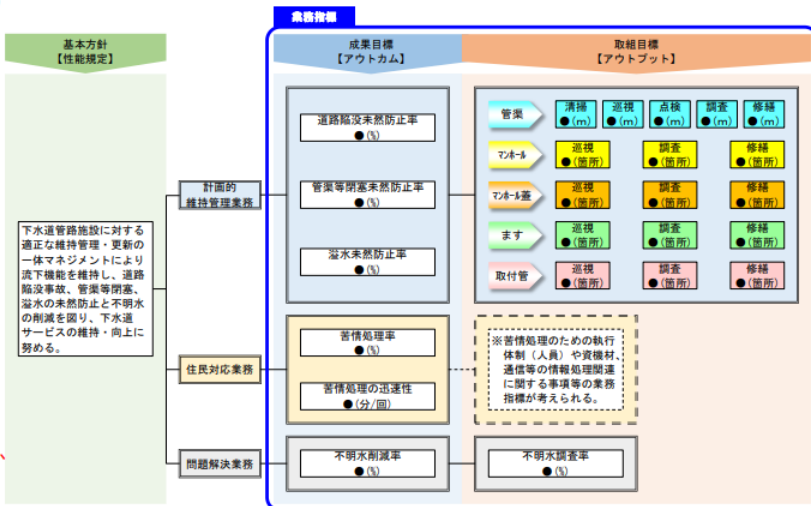 業務指標
基本方針
【性能規定】
成果目標
【アウトカム】
取組目標
【アウトプット】
下水道管路施設に対する
適正な維持管理・更新の
一体マネジメントにより
流下機能を維持し、道路
陥没事故、管渠等閉塞、
溢水の未然防止と不明水
の削減を図り、下水道
サービスの維持・向上に
努める。
計画的
維持管理業務
道路陥没未然防止率
●(%)
管渠等閉塞未然防止率
●(%)
溢水未然防止率
●(%)
管渠
清掃
●(m)
巡視
●(m)
点検
●(m)
調査
●(m)
修繕
●(m)
マンホール
巡視
●(箇所)
調査
●(箇所)
修繕
●(箇所)
マンホール蓋
巡視
●(箇所)
調査
●(箇所)
修繕
●(箇所)
ます
巡視
●(箇所)
調査
●(箇所)
修繕
●(箇所)
取付管
巡視
●(箇所)
調査
●(箇所)
修繕
●(箇所)
住民対応業務
苦情処理率
●(%)
苦情処理の迅速性
●(分/回)
※苦情処理のための執行
体制（人員）や資機材、
通信等の情報処理関連
に関する事項等の業務
指標が考えられる。
問題解決業務
不明水削減率
●(%)
不明水調査率
●(%)